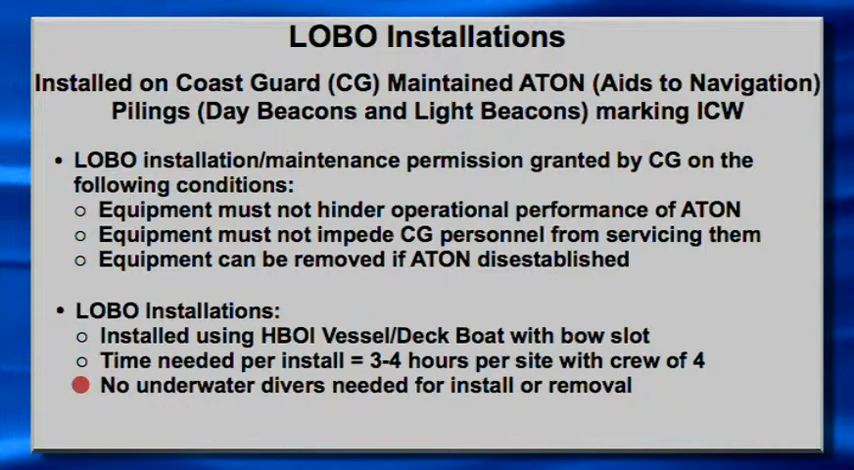 LOBO Installations
Installed on Coast Guard (CG) Maintained ATON (Aids to Navigation)
Pilings (Day Beacons and Light Beacons) marking ICW
• LOBO installation/maintenance permission granted by CG on the
following conditions:
○ Equipment must not hinder operational performance of ATON
○ Equipment must not impede CG personnel from servicing them
○ Equipment can be removed if ATON disestablished
• LOBO Installations:
○ Installed using HBOI Vessel/Deck Boat with bow slot
○ Time needed per install = 3-4 hours per site with crew of 4
No underwater divers needed for install or removal